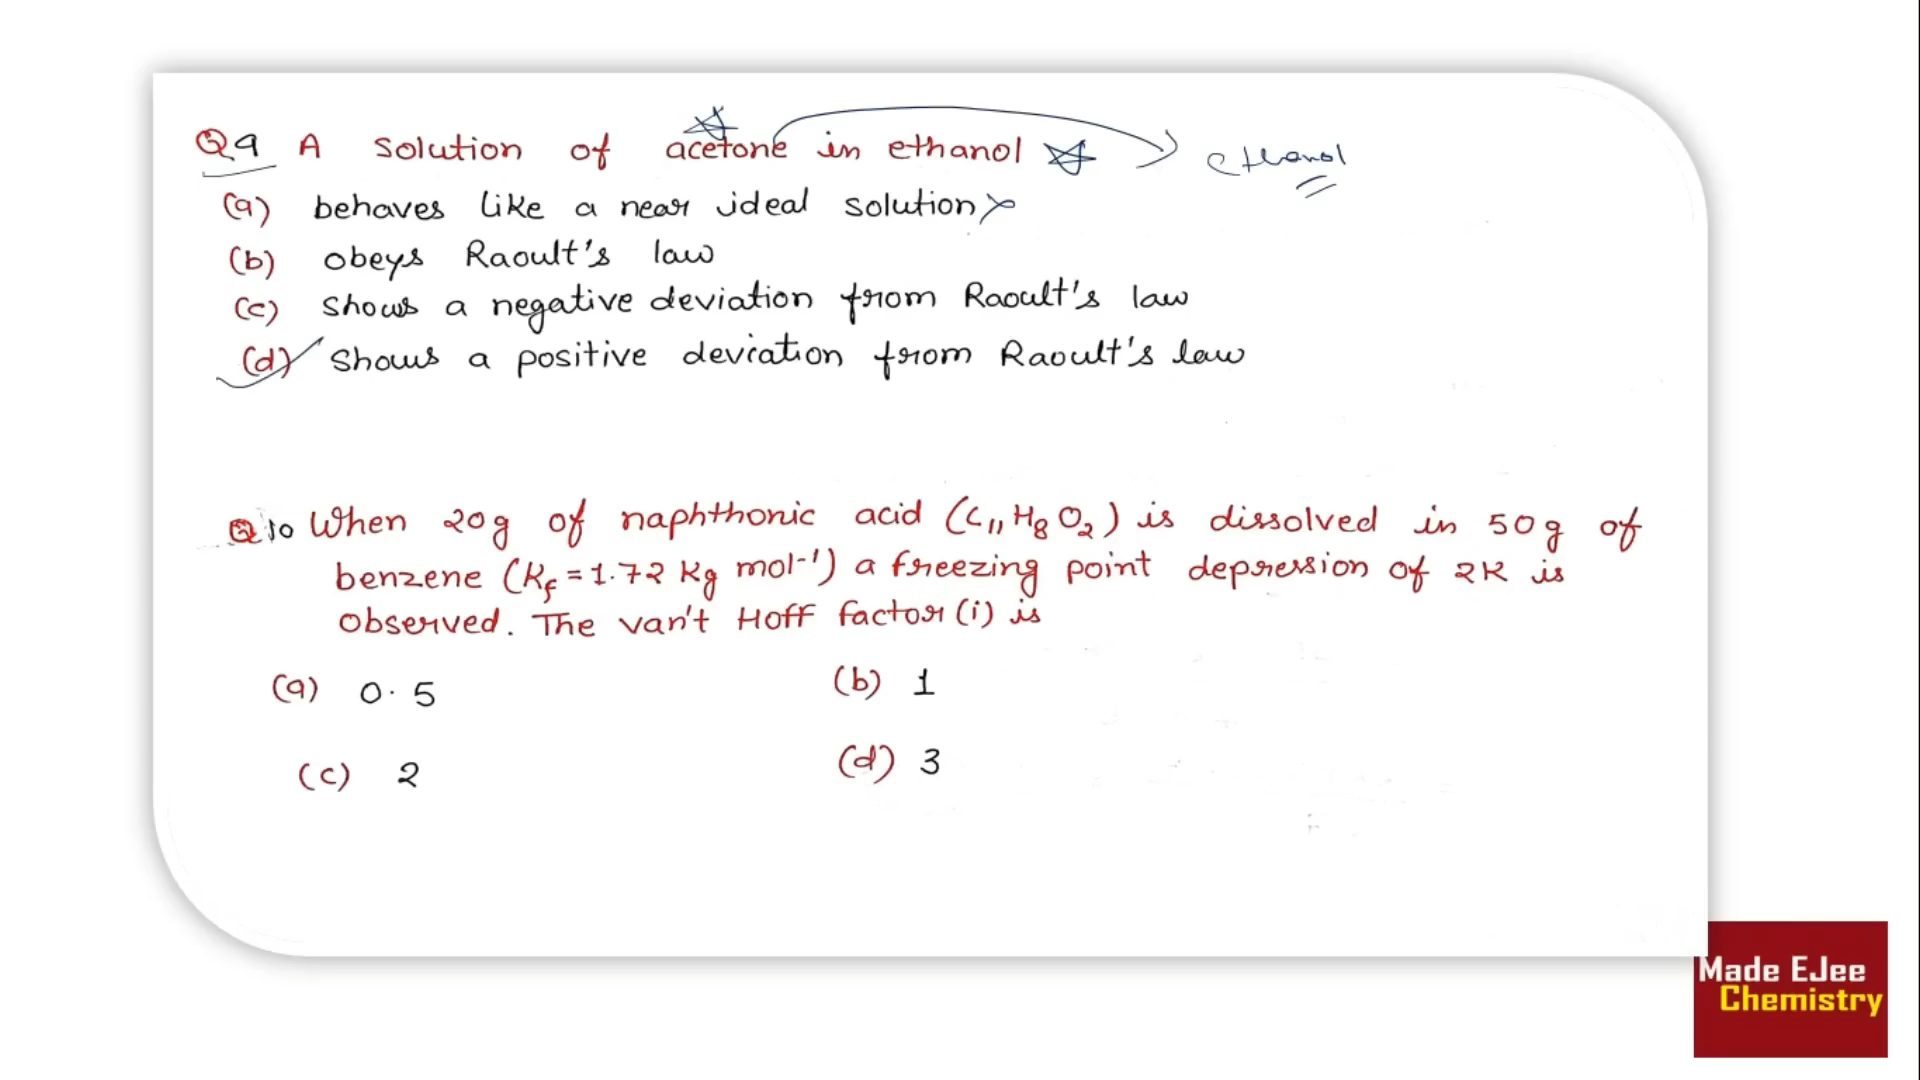 Q9 A solution of acetone in ethanol ethanol
(a) behaves like a near ideal solution
(b) obeys Raoult's law
(c) Shows a negative deviation from Raoult's law
(d) Shows a positive deviation from Raoult's law
Q10 When 20g of naphthonic acid (C₁₁H₈O₂) is dissolved in 50g of
benzene (Kf = 1.72 Kg mol⁻¹) a freezing point depression of 2K is
observed. The van't Hoff factor (i) is
(a) 0.5 (b) 1
(c) 2 (d) 3
Made EJee
Chemistry